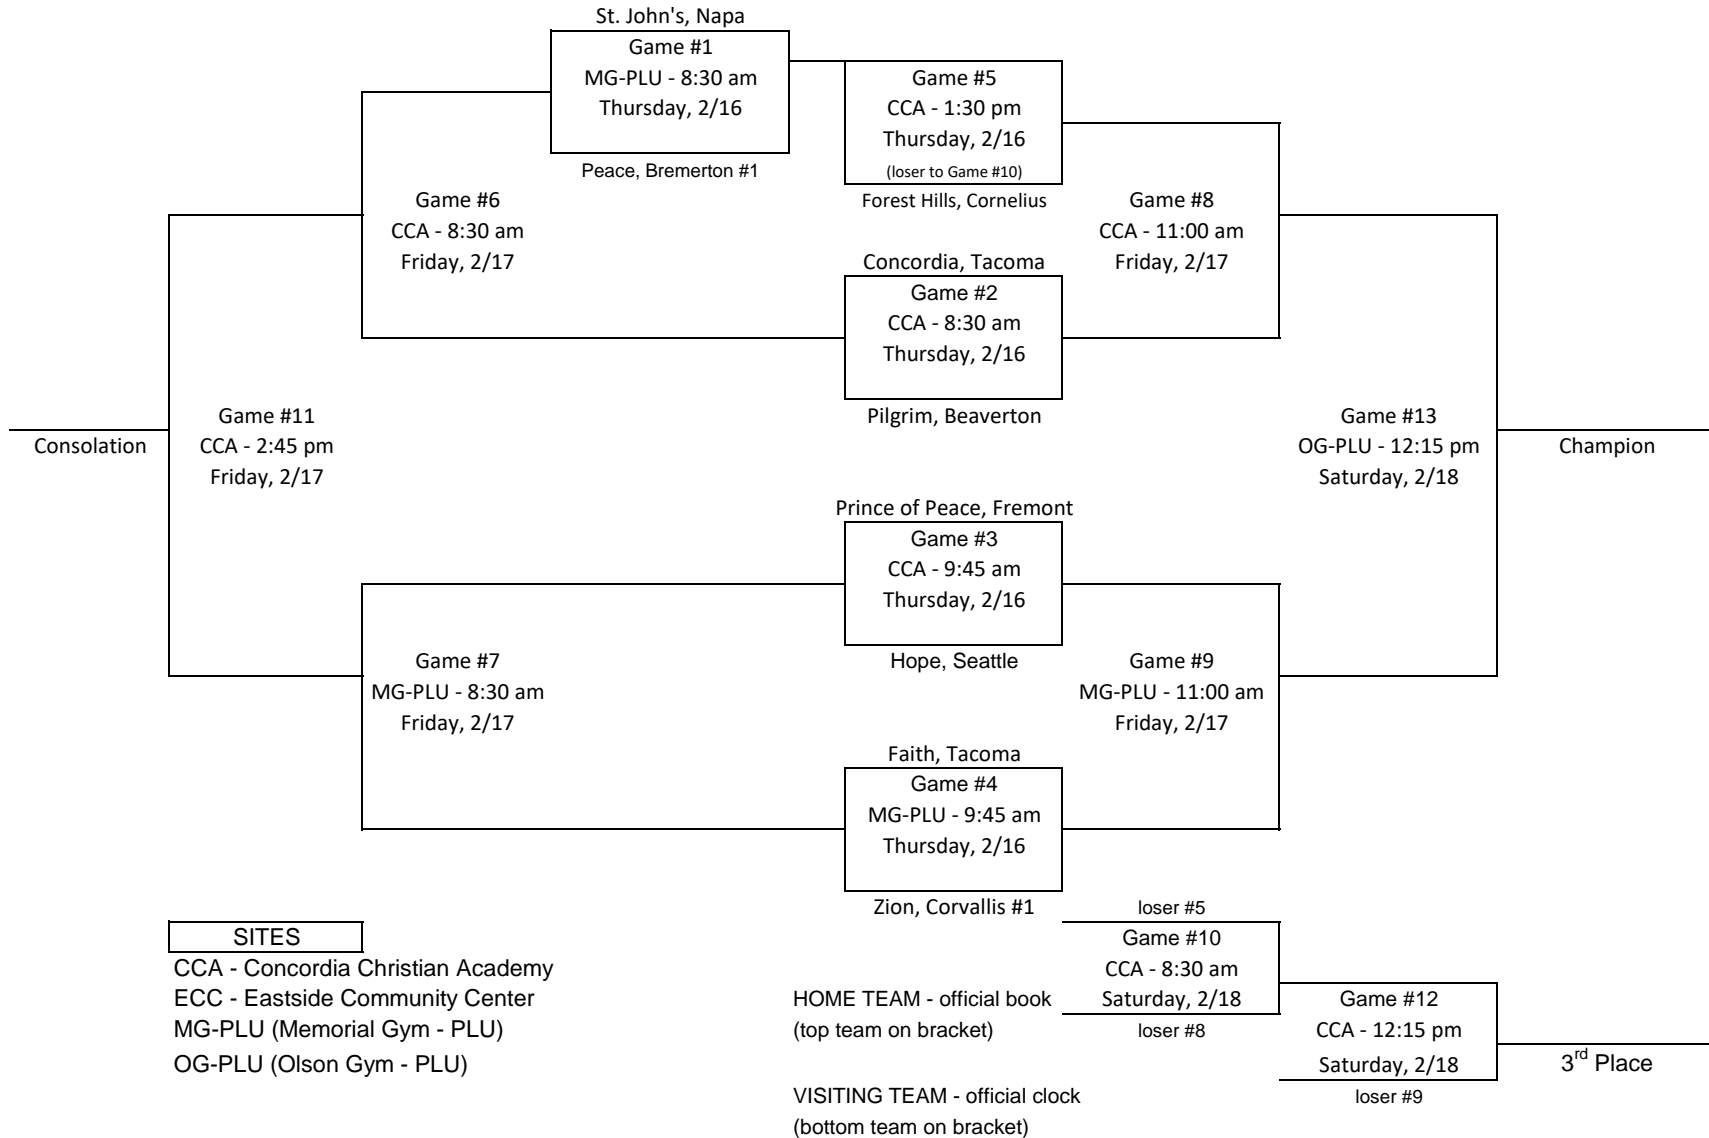 St. John's, Napa
Game #1
MG-PLU - 8:30 am
Thursday, 2/16
Peace, Bremerton #1
Game #5
CCA - 1:30 pm
Thursday, 2/16
(loser to Game #10)
Forest Hills, Cornelius
Game #6
CCA - 8:30 am
Friday, 2/17
Game #8
CCA - 11:00 am
Friday, 2/17
Concordia, Tacoma
Game #2
CCA - 8:30 am
Thursday, 2/16
Pilgrim, Beaverton
Game #11
CCA - 2:45 pm
Friday, 2/17
Consolation
Game #13
OG-PLU - 12:15 pm
Saturday, 2/18
Champion
Prince of Peace, Fremont
Game #3
CCA - 9:45 am
Thursday, 2/16
Hope, Seattle
Game #7
MG-PLU - 8:30 am
Friday, 2/17
Game #9
MG-PLU - 11:00 am
Friday, 2/17
Faith, Tacoma
Game #4
MG-PLU - 9:45 am
Thursday, 2/16
Zion, Corvallis #1
loser #5
Game #10
CCA - 8:30 am
Saturday, 2/18
loser #8
Game #12
CCA - 12:15 pm
Saturday, 2/18
loser #9
3rd Place
SITES
CCA - Concordia Christian Academy
ECC - Eastside Community Center
MG-PLU (Memorial Gym - PLU)
OG-PLU (Olson Gym - PLU)
HOME TEAM - official book
(top team on bracket)
VISITING TEAM - official clock
(bottom team on bracket)